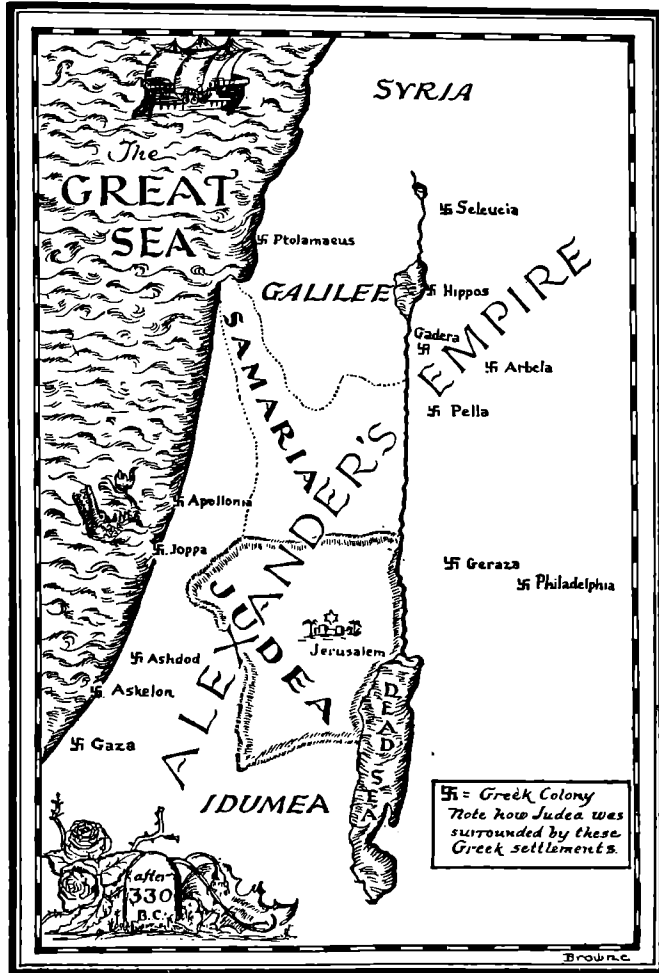 SYRIA
The
GREAT
SEA
Seleucia
Ptolamaeus
GALILEE
Hippos
SAMARIA
Gadera
Arbela
Pella
ALEXANDER'S EMPIRE
Apollonia
Joppa
Geraza
Philadelphia
JUDEA
Jerusalem
Ashdod
Askelon
DEAD SEA
Gaza
IDUMEA
卐 = Greek Colony
Note how Judea was
surrounded by these
Greek settlements.
after
330
B.C.
Browne